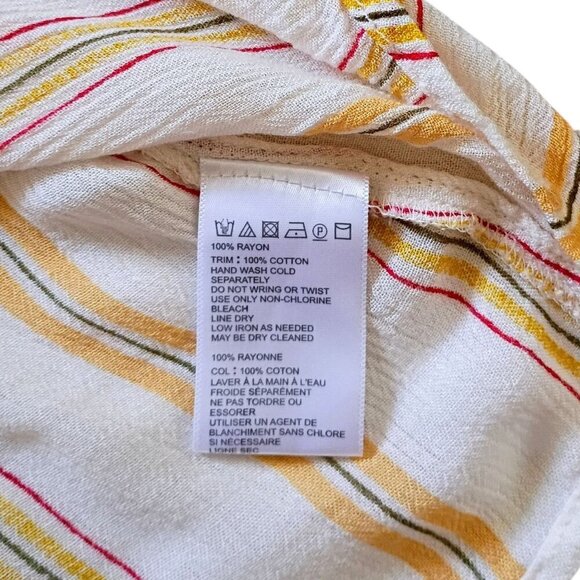 100% RAYON
TRIM : 100% COTTON
HAND WASH COLD
SEPARATELY
DO NOT WRING OR TWIST
USE ONLY NON-CHLORINE
BLEACH
LINE DRY
LOW IRON AS NEEDED
MAY BE DRY CLEANED
100% RAYONNE
COL : 100% COTON
LAVER À LA MAIN À L'EAU
FROIDE SÉPARÉMENT
NE PAS TORDRE OU
ESSORER
UTILISER UN AGENT DE
BLANCHIMENT SANS CHLORE
SI NÉCESSAIRE
LIGNE SEC